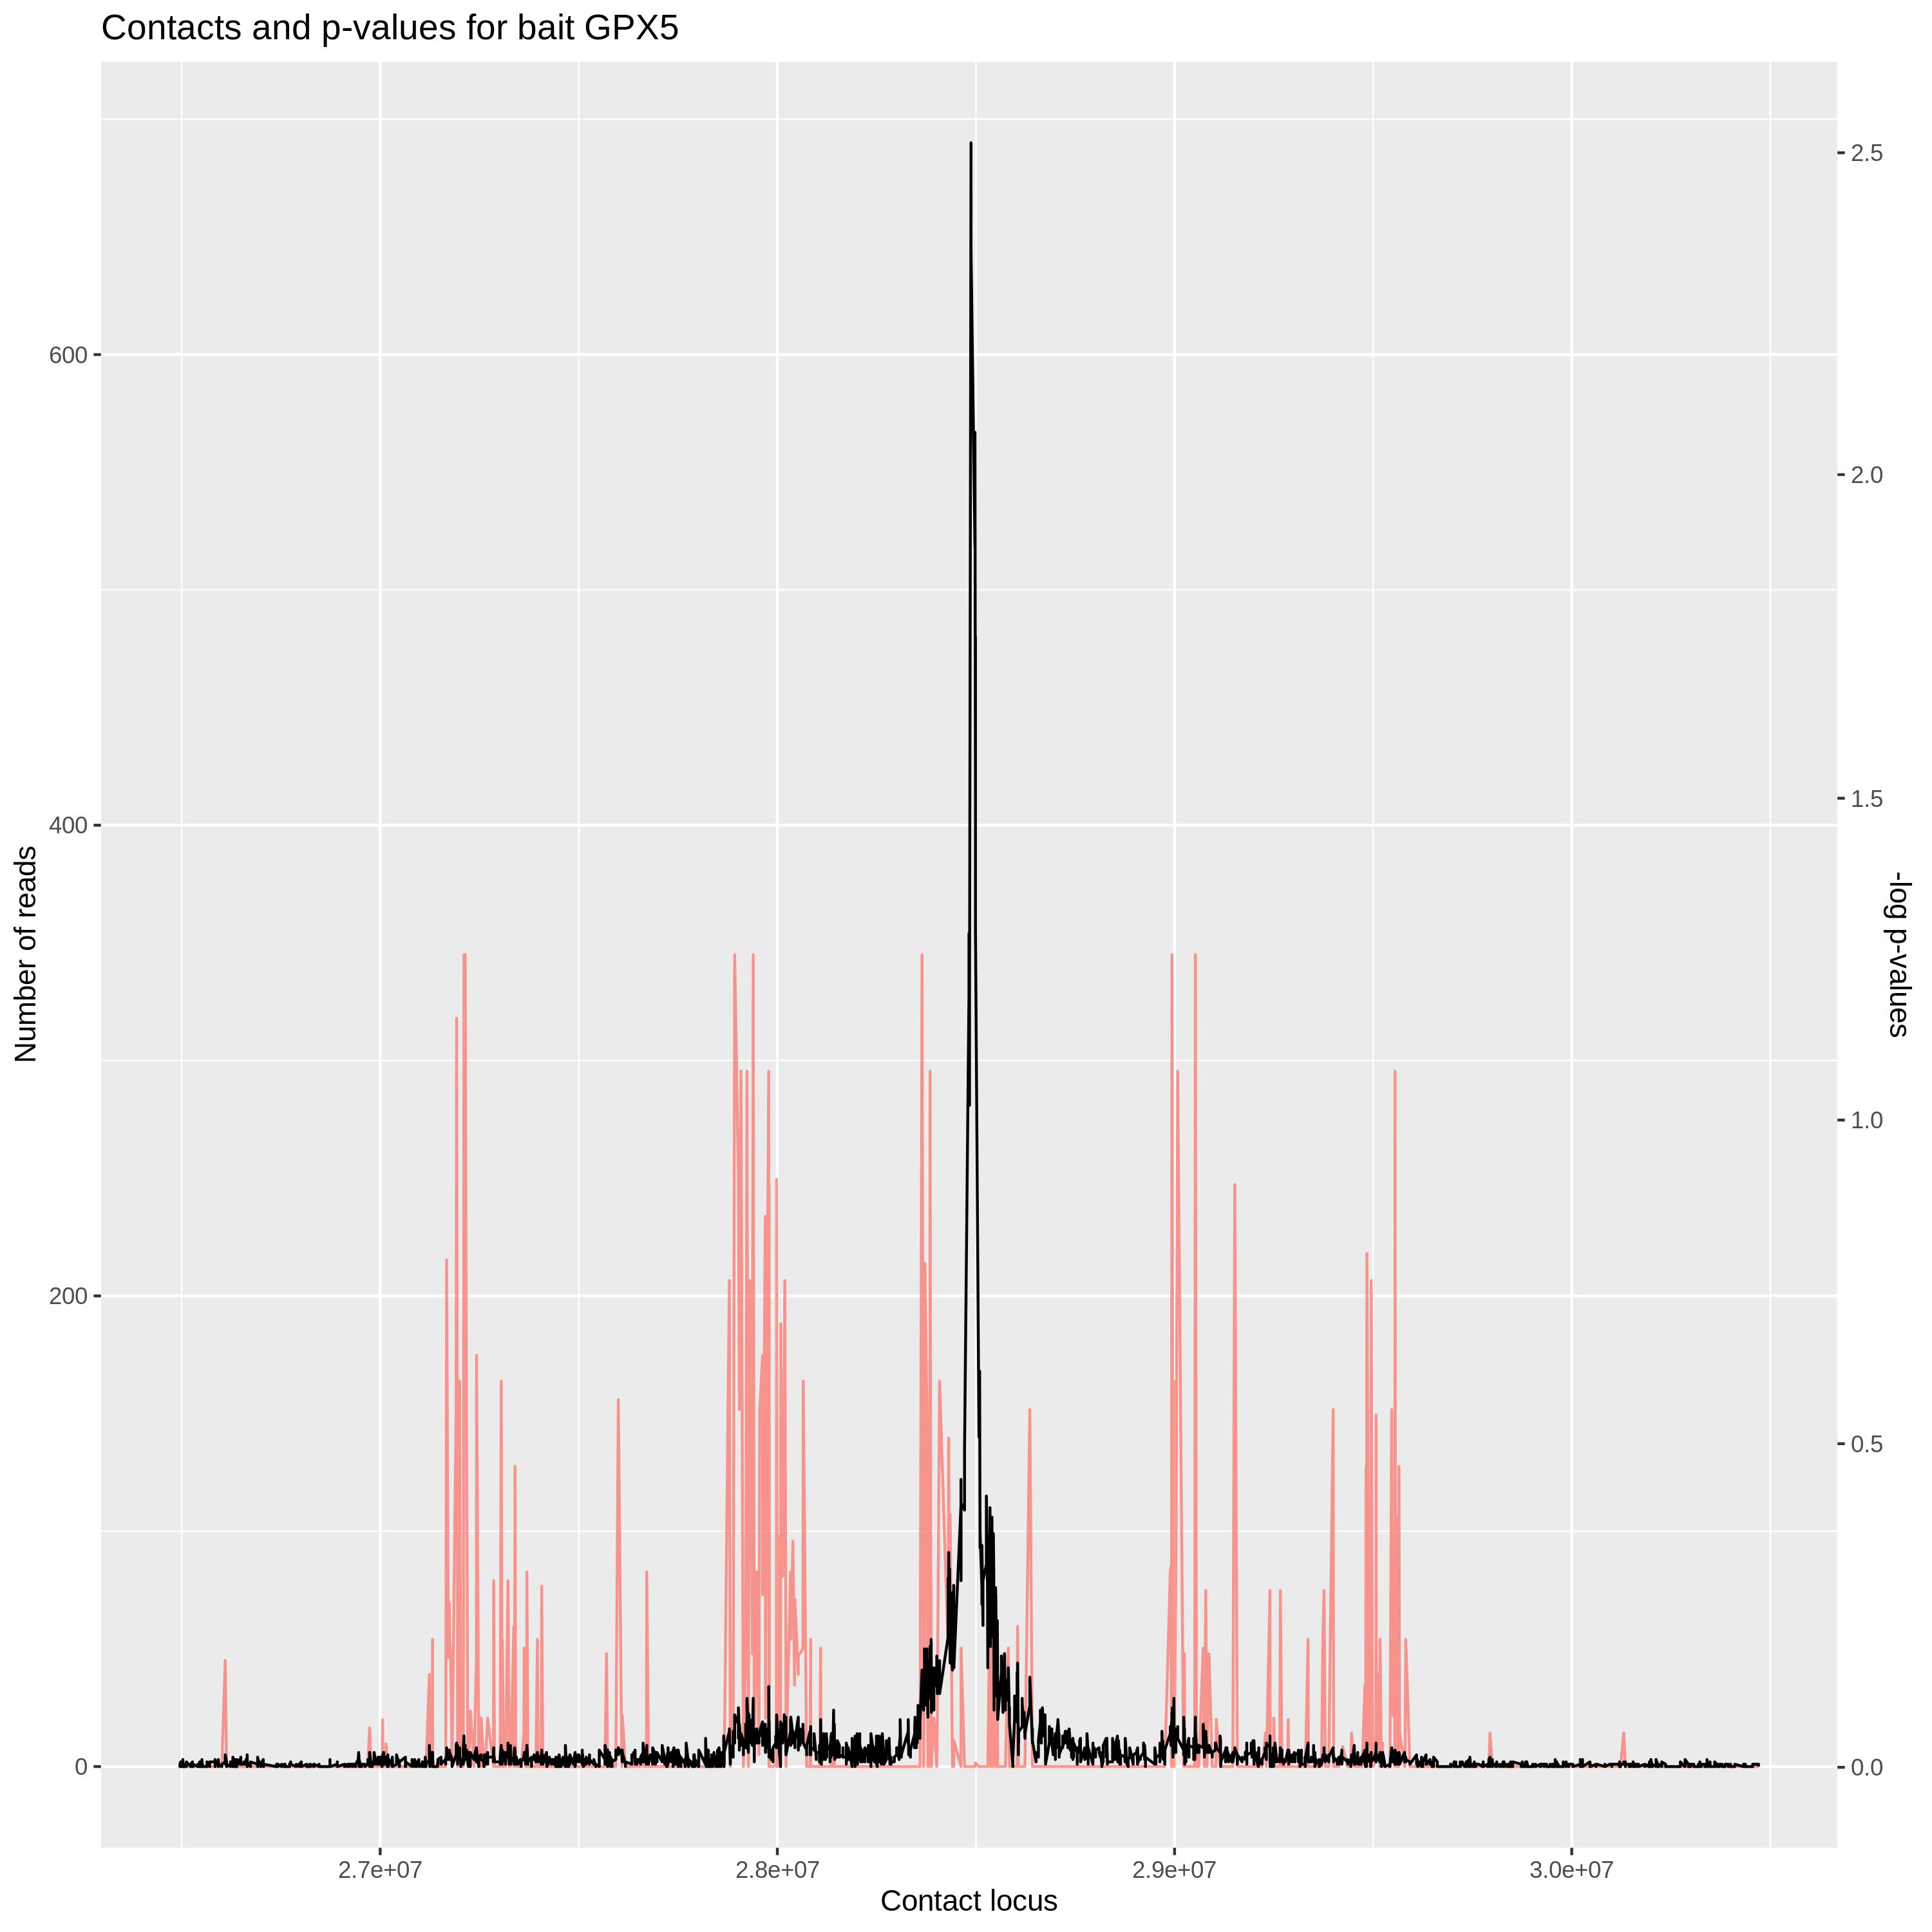 Contacts and p-values for bait GPX5
Number of reads
600
400
200
0
2.5
2.0
1.5
1.0
0.5
0.0
-log p-values
2.7e+07
2.8e+07
2.9e+07
3.0e+07
Contact locus